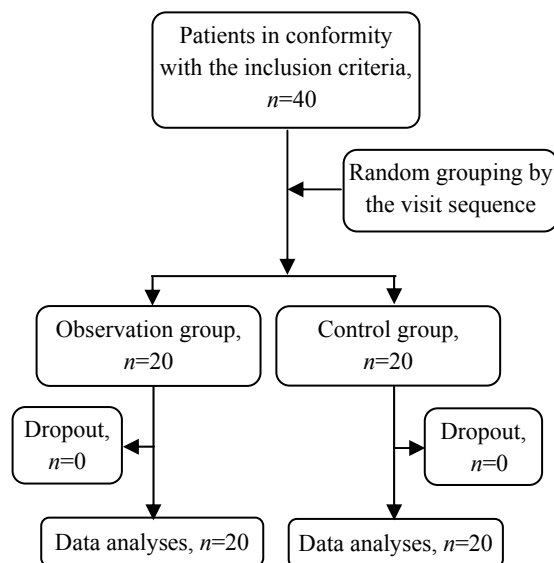 Patients in conformity
with the inclusion criteria,
n=40
Random grouping by
the visit sequence
Observation group,
n=20
Control group,
n=20
Dropout,
n=0
Dropout,
n=0
Data analyses, n=20
Data analyses, n=20